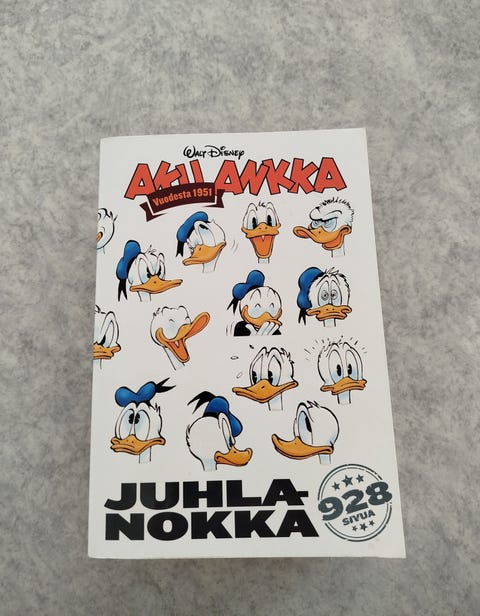 Walt Disney
AKU ANKKA
Vuodesta 1951
JUHLA-
NOKKA
928
SIVUA